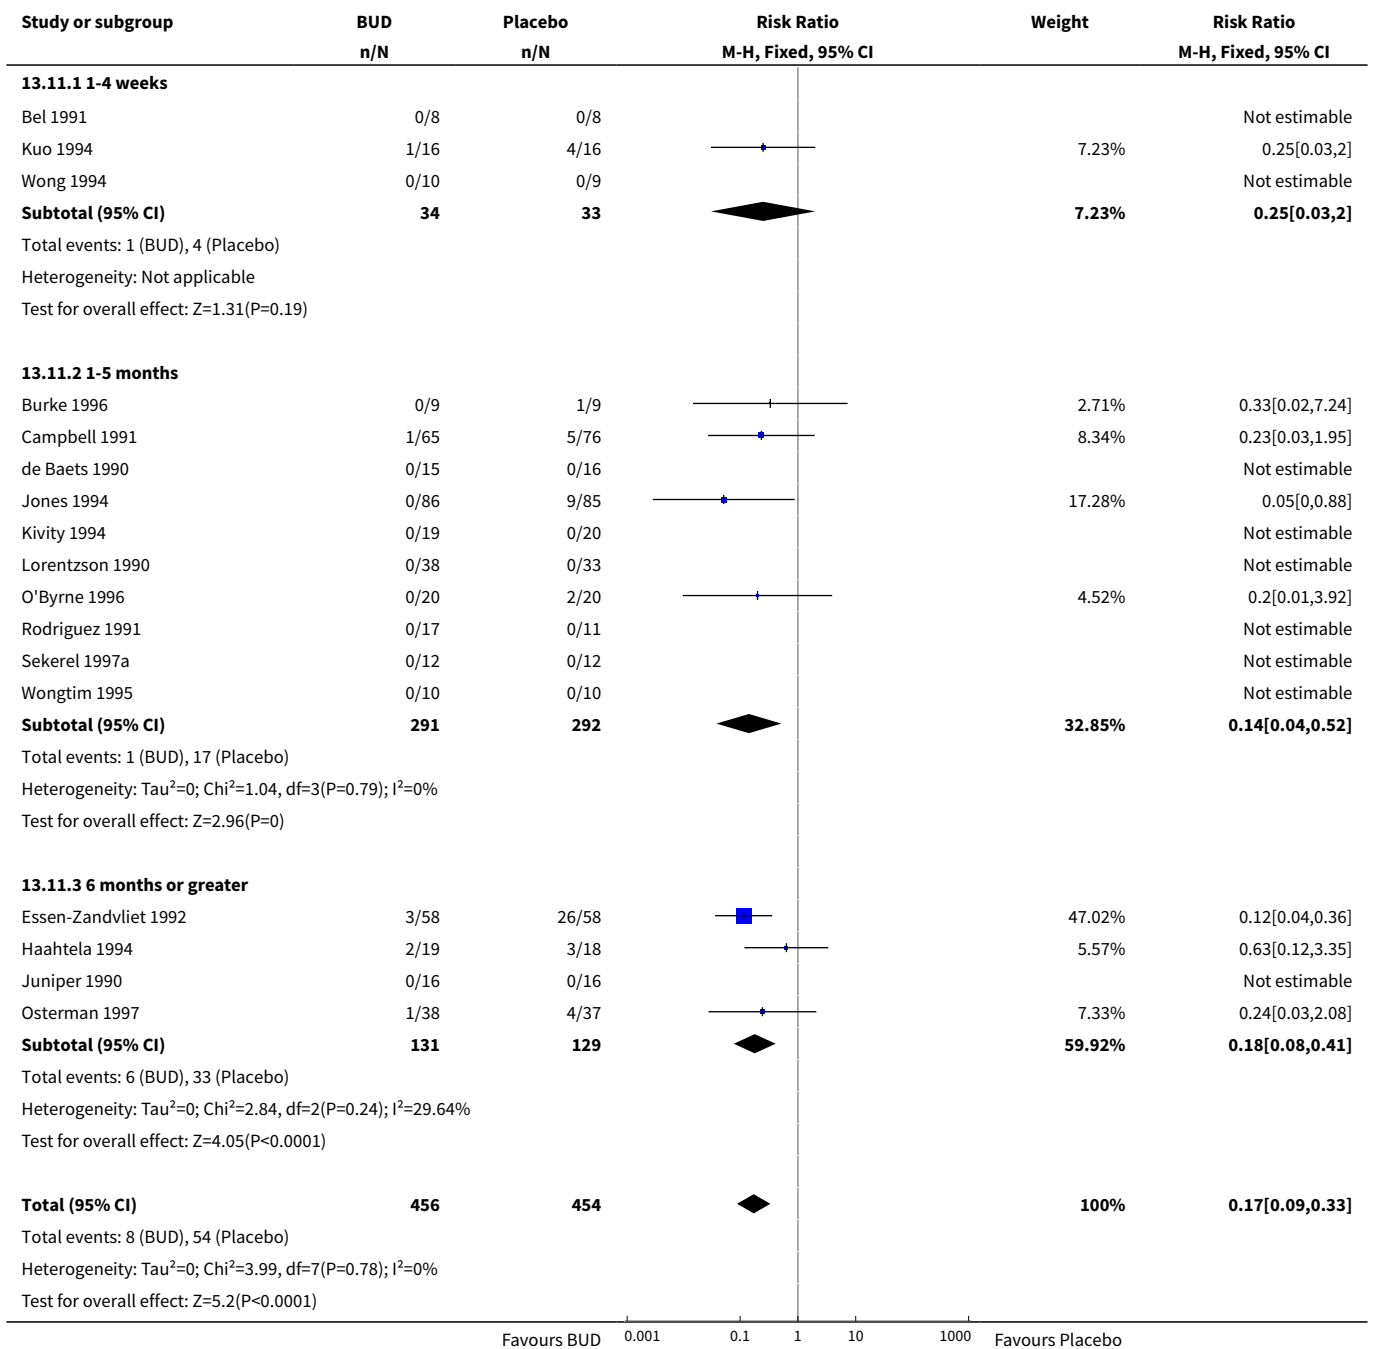 Study or subgroup BUD Placebo Risk Ratio Weight Risk Ratio
n/N n/N M-H, Fixed, 95% CI M-H, Fixed, 95% CI
13.11.1 1-4 weeks
Bel 1991 0/8 0/8 Not estimable
Kuo 1994 1/16 4/16 7.23% 0.25[0.03,2]
Wong 1994 0/10 0/9 Not estimable
Subtotal (95% CI) 34 33 7.23% 0.25[0.03,2]
Total events: 1 (BUD), 4 (Placebo)
Heterogeneity: Not applicable
Test for overall effect: Z=1.31(P=0.19)
13.11.2 1-5 months
Burke 1996 0/9 1/9 2.71% 0.33[0.02,7.24]
Campbell 1991 1/65 5/76 8.34% 0.23[0.03,1.95]
de Baets 1990 0/15 0/16 Not estimable
Jones 1994 0/86 9/85 17.28% 0.05[0,0.88]
Kivity 1994 0/19 0/20 Not estimable
Lorentzson 1990 0/38 0/33 Not estimable
O'Byrne 1996 0/20 2/20 4.52% 0.2[0.01,3.92]
Rodriguez 1991 0/17 0/11 Not estimable
Sekerel 1997a 0/12 0/12 Not estimable
Wongtim 1995 0/10 0/10 Not estimable
Subtotal (95% CI) 291 292 32.85% 0.14[0.04,0.52]
Total events: 1 (BUD), 17 (Placebo)
Heterogeneity: Tau²=0; Chi²=1.04, df=3(P=0.79); I²=0%
Test for overall effect: Z=2.96(P=0)
13.11.3 6 months or greater
Essen-Zandvliet 1992 3/58 26/58 47.02% 0.12[0.04,0.36]
Haahtela 1994 2/19 3/18 5.57% 0.63[0.12,3.35]
Juniper 1990 0/16 0/16 Not estimable
Osterman 1997 1/38 4/37 7.33% 0.24[0.03,2.08]
Subtotal (95% CI) 131 129 59.92% 0.18[0.08,0.41]
Total events: 6 (BUD), 33 (Placebo)
Heterogeneity: Tau²=0; Chi²=2.84, df=2(P=0.24); I²=29.64%
Test for overall effect: Z=4.05(P<0.0001)
Total (95% CI) 456 454 100% 0.17[0.09,0.33]
Total events: 8 (BUD), 54 (Placebo)
Heterogeneity: Tau²=0; Chi²=3.99, df=7(P=0.78); I²=0%
Test for overall effect: Z=5.2(P<0.0001)
Favours BUD 0.001 0.1 1 10 1000 Favours Placebo